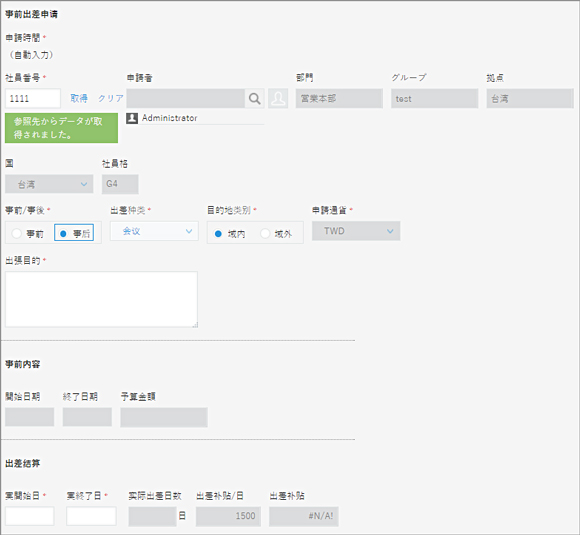 事前出差申请
申請時間 *
（自動入力）
社員番号 * 申請者 部門 グループ 拠点
1111 取得 クリア 営業本部 test 台湾
参照先からデータが取
得されました。
Administrator
国 社員格
台湾 G4
事前/事後 * 出差种类 * 目的地类别 * 申請通貨 *
事前 事后 会议 域内 域外 TWD
出張目的 *
事前内容
開始日期 终了日期 予算金額
出差结算
実開始日 * 実终了日 * 实际出差日数 出差补贴/日 出差补贴
日 1500 #N/A!